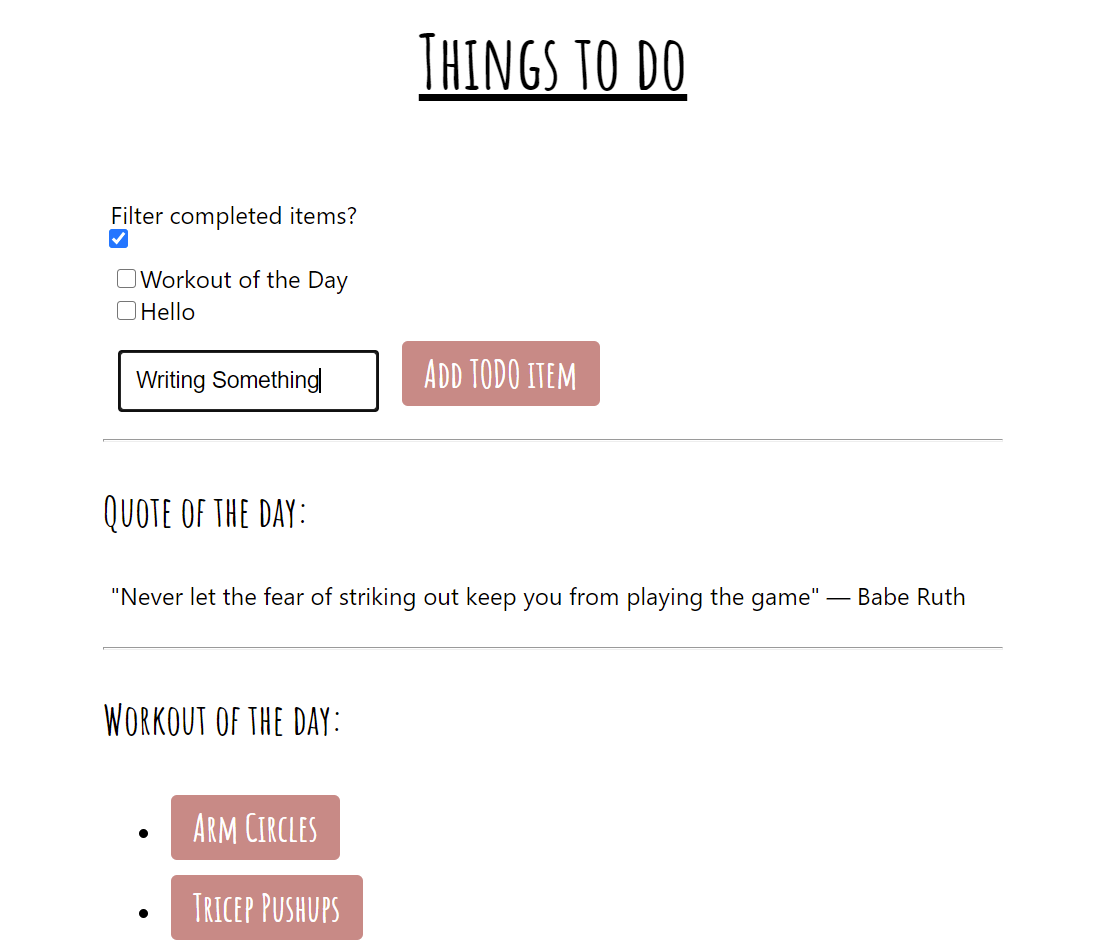 Things to do
Filter completed items?
Workout of the Day
Hello
Writing Something
Add TODO item
Quote of the day:
"Never let the fear of striking out keep you from playing the game" — Babe Ruth
Workout of the day:
Arm Circles
Tricep Pushups